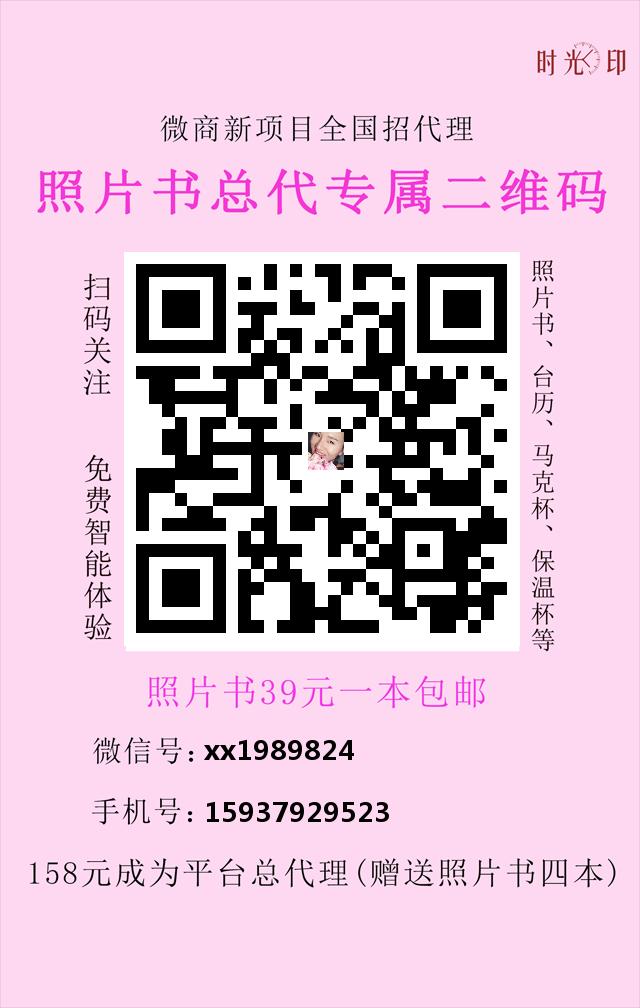 时光印
微商新项目全国招代理
照片书总代专属二维码
扫码关注
免费智能体验
照片书、台历、马克杯、保温杯等
照片书39元一本包邮
微信号:xx1989824
手机号:15937929523
158元成为平台总代理(赠送照片书四本)